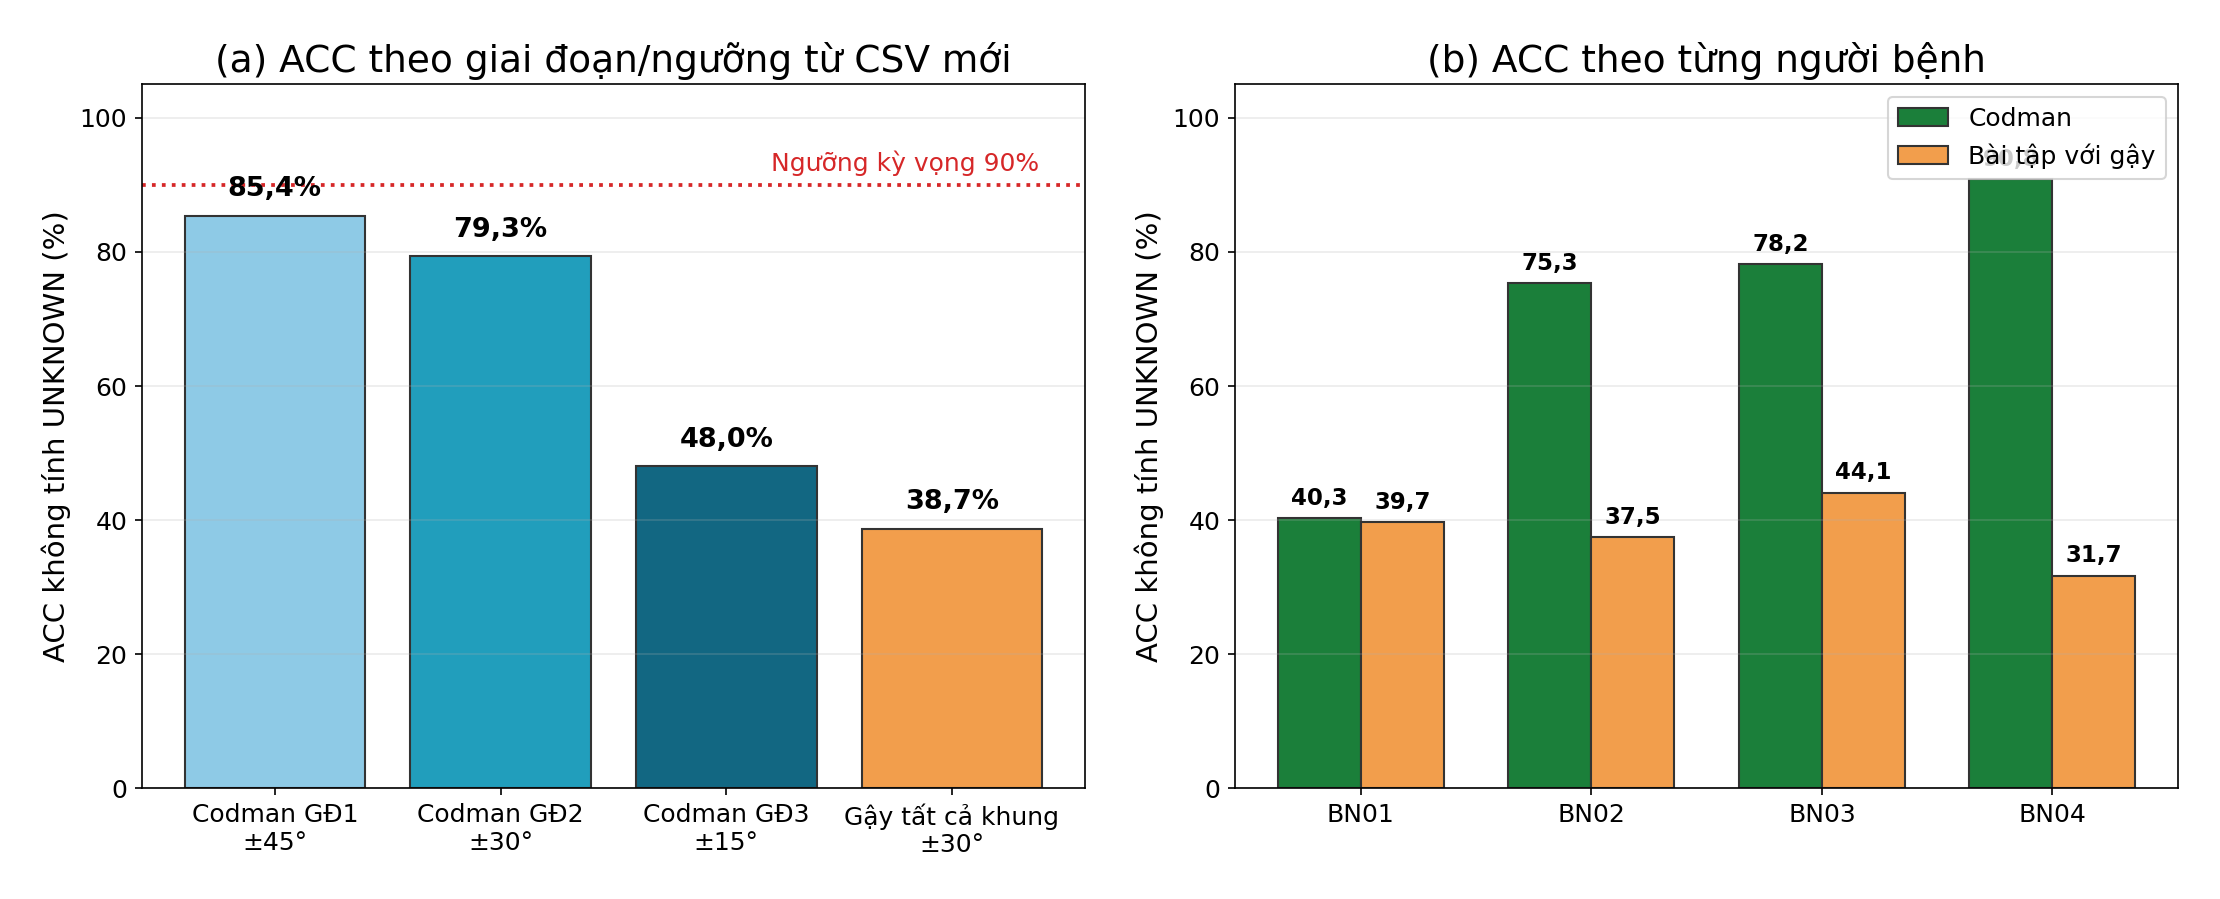 (a) ACC theo giai đoạn/ngưỡng từ CSV mới
ACC không tính UNKNOWN (%)
100
80
60
40
20
0
Ngưỡng kỳ vọng 90%
85,4%
79,3%
48,0%
38,7%
Codman GĐ1
±45°
Codman GĐ2
±30°
Codman GĐ3
±15°
Gậy tất cả khung
±30°
(b) ACC theo từng người bệnh
ACC không tính UNKNOWN (%)
100
80
60
40
20
0
Codman
Bài tập với gậy
40,3
39,7
75,3
37,5
78,2
44,1
31,7
BN01
BN02
BN03
BN04